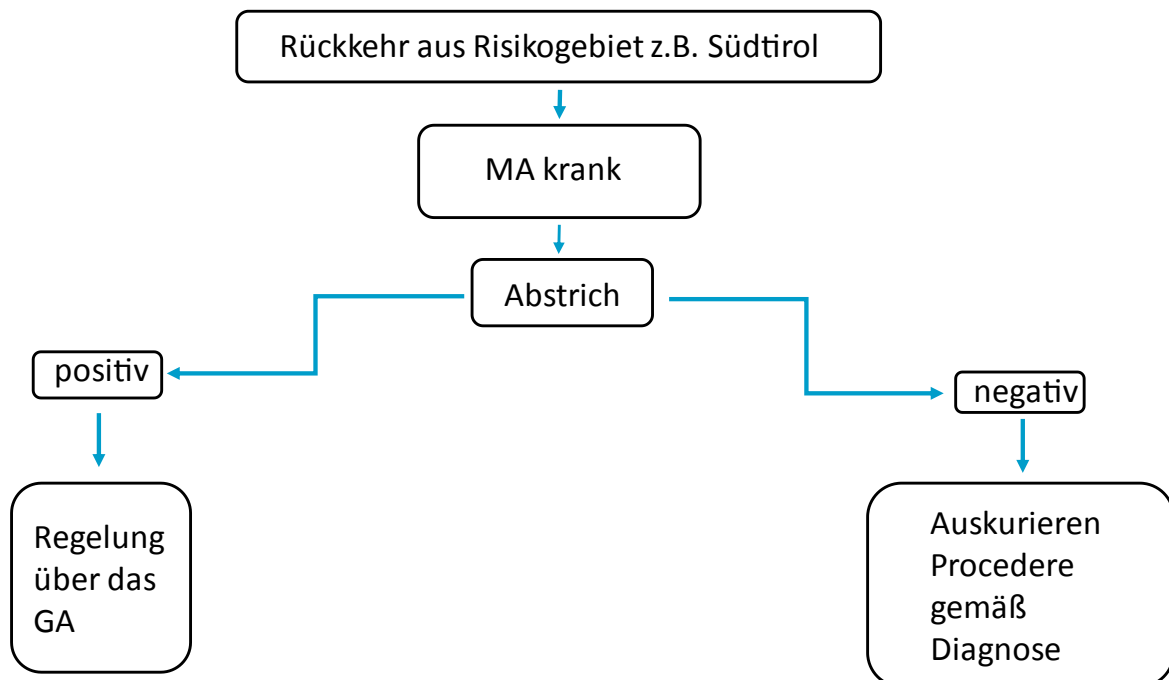 Rückkehr aus Risikogebiet z.B. Südtirol
MA krank
Abstrich
positiv
negativ
Regelung
über das
GA
Auskurieren
Procedere
gemäß
Diagnose